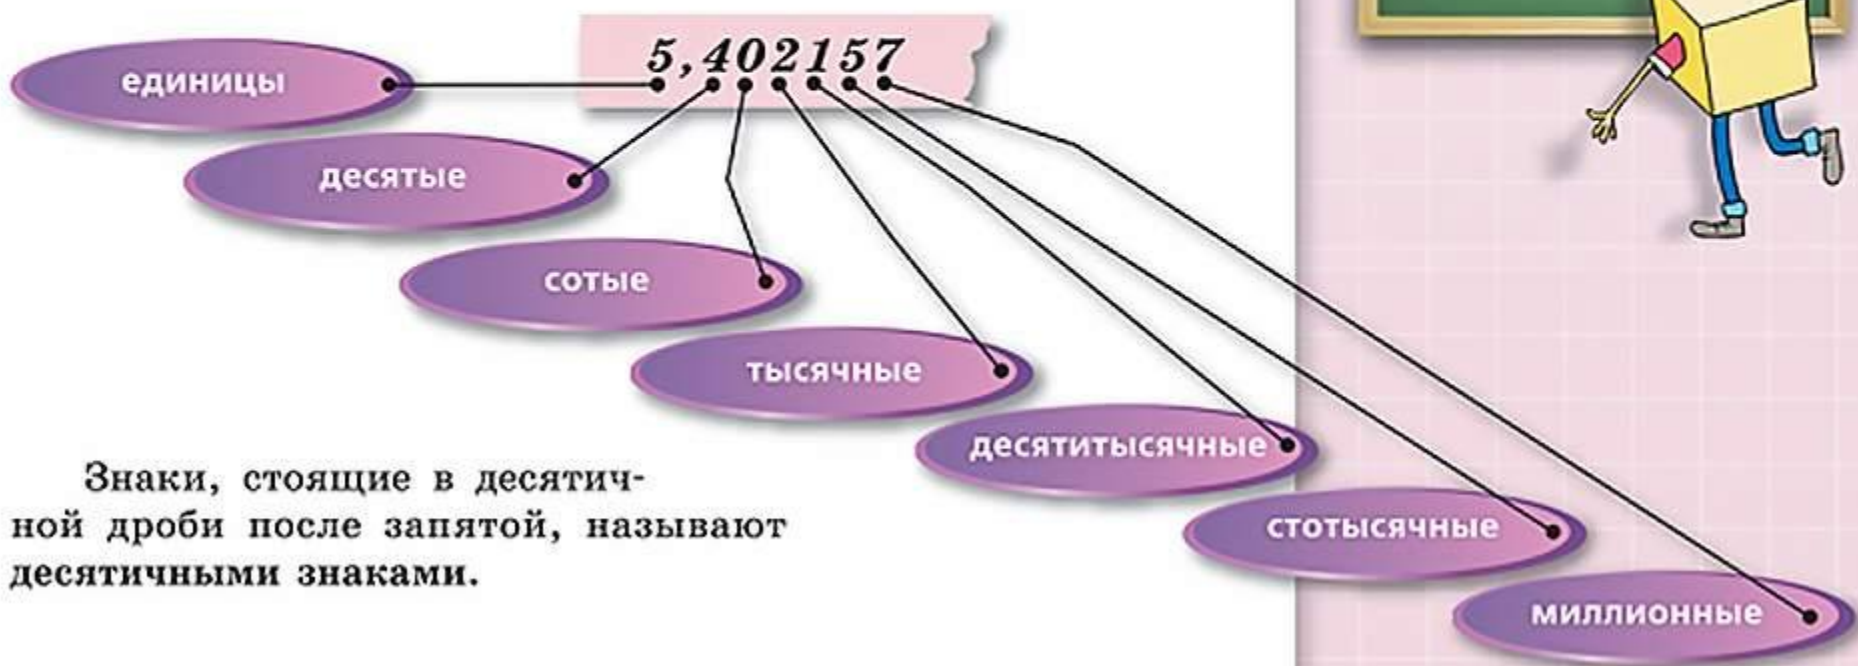 5,402157
единицы
десятые
сотые
тысячные
десятитысячные
стотысячные
миллионные
Знаки, стоящие в десятич-
ной дроби после запятой, называют
десятичными знаками.